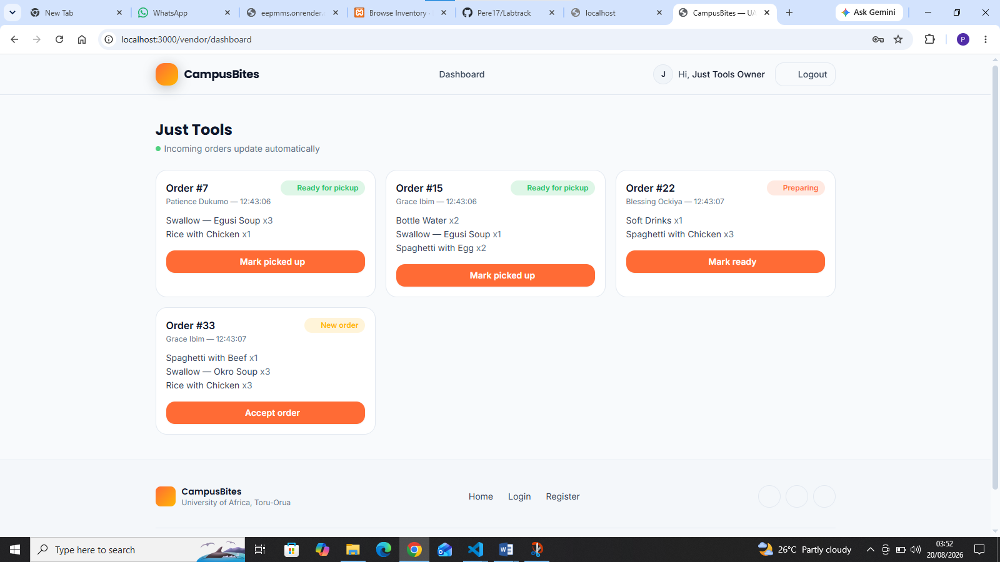 New Tab
WhatsApp
eepmms.onrender.c
Browse Inventory -
Pere17/Labtrack
localhost
CampusBites — UA
Ask Gemini
localhost:3000/vendor/dashboard
P
CampusBites
Dashboard
J
Hi, Just Tools Owner
Logout
Just Tools
Incoming orders update automatically
Order #7
Ready for pickup
Patience Dukumo — 12:43:06
Swallow — Egusi Soup x3
Rice with Chicken x1
Mark picked up
Order #15
Ready for pickup
Grace Ibim — 12:43:06
Bottle Water x2
Swallow — Egusi Soup x1
Spaghetti with Egg x2
Mark picked up
Order #22
Preparing
Blessing Ockiya — 12:43:07
Soft Drinks x1
Spaghetti with Chicken x3
Mark ready
Order #33
New order
Grace Ibim — 12:43:07
Spaghetti with Beef x1
Swallow — Okro Soup x3
Rice with Chicken x3
Accept order
CampusBites
University of Africa, Toru-Orua
Home
Login
Register
Type here to search
26°C Partly cloudy
03:52
20/08/2026